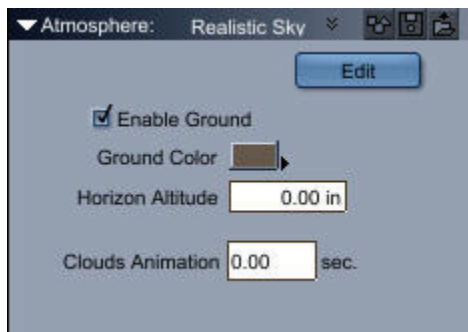 Atmosphere: Realistic Sky
Edit
Enable Ground
Ground Color
Horizon Altitude 0.00 in
Clouds Animation 0.00 sec.